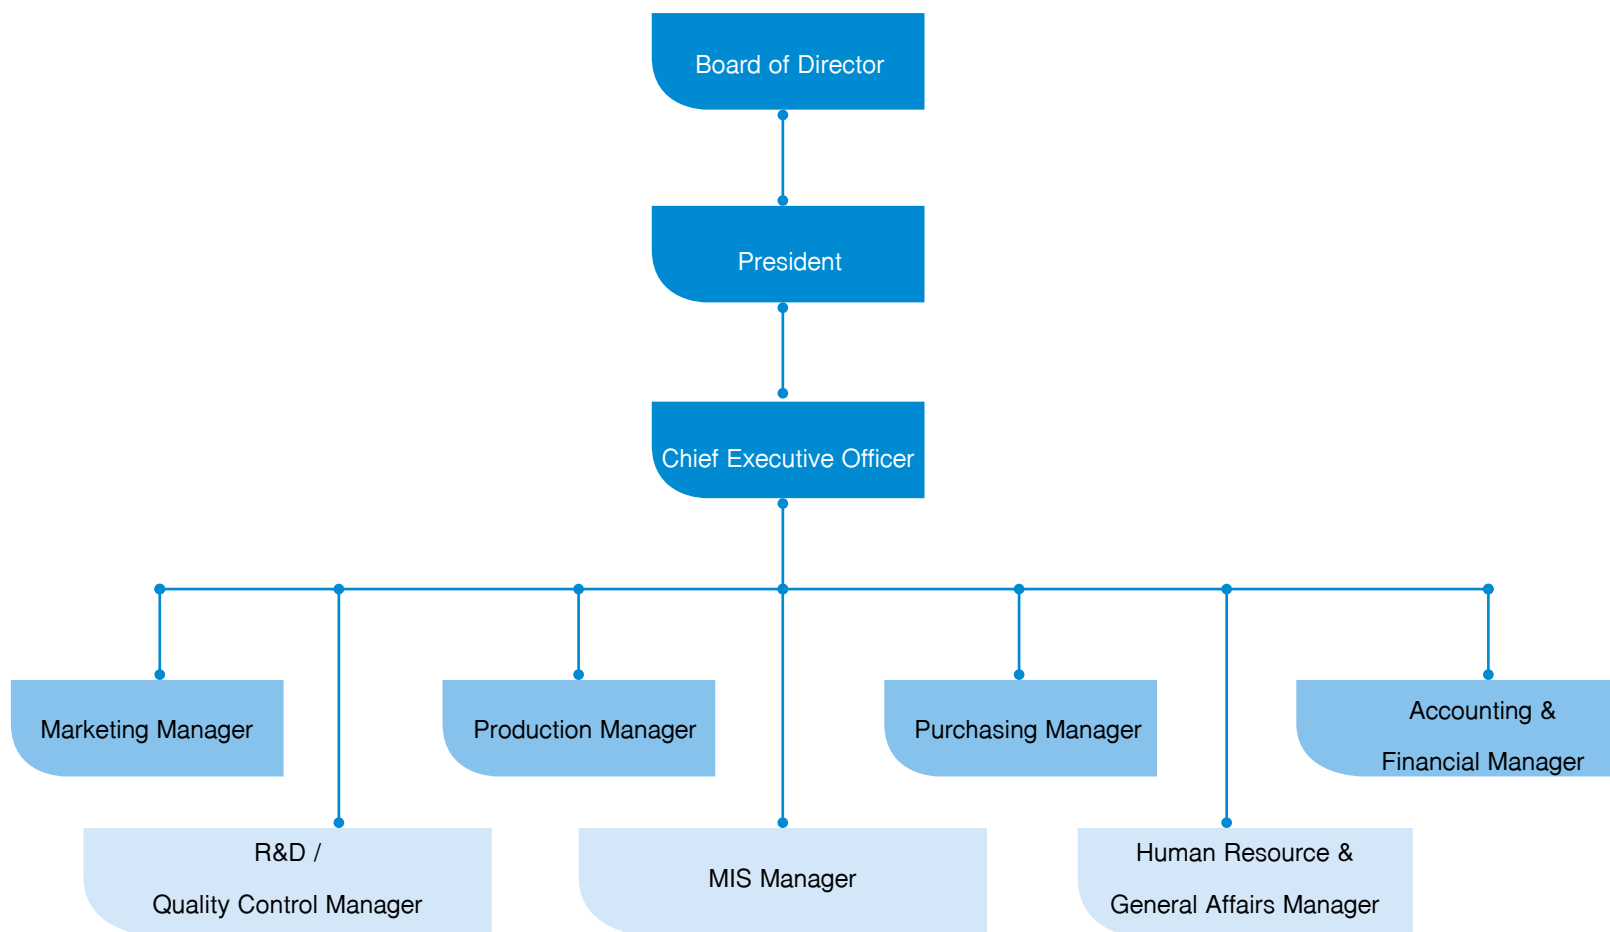 Board of Director
President
Chief Executive Officer
Marketing Manager
Production Manager
Purchasing Manager
Accounting &
Financial Manager
R&D /
Quality Control Manager
MIS Manager
Human Resource &
General Affairs Manager